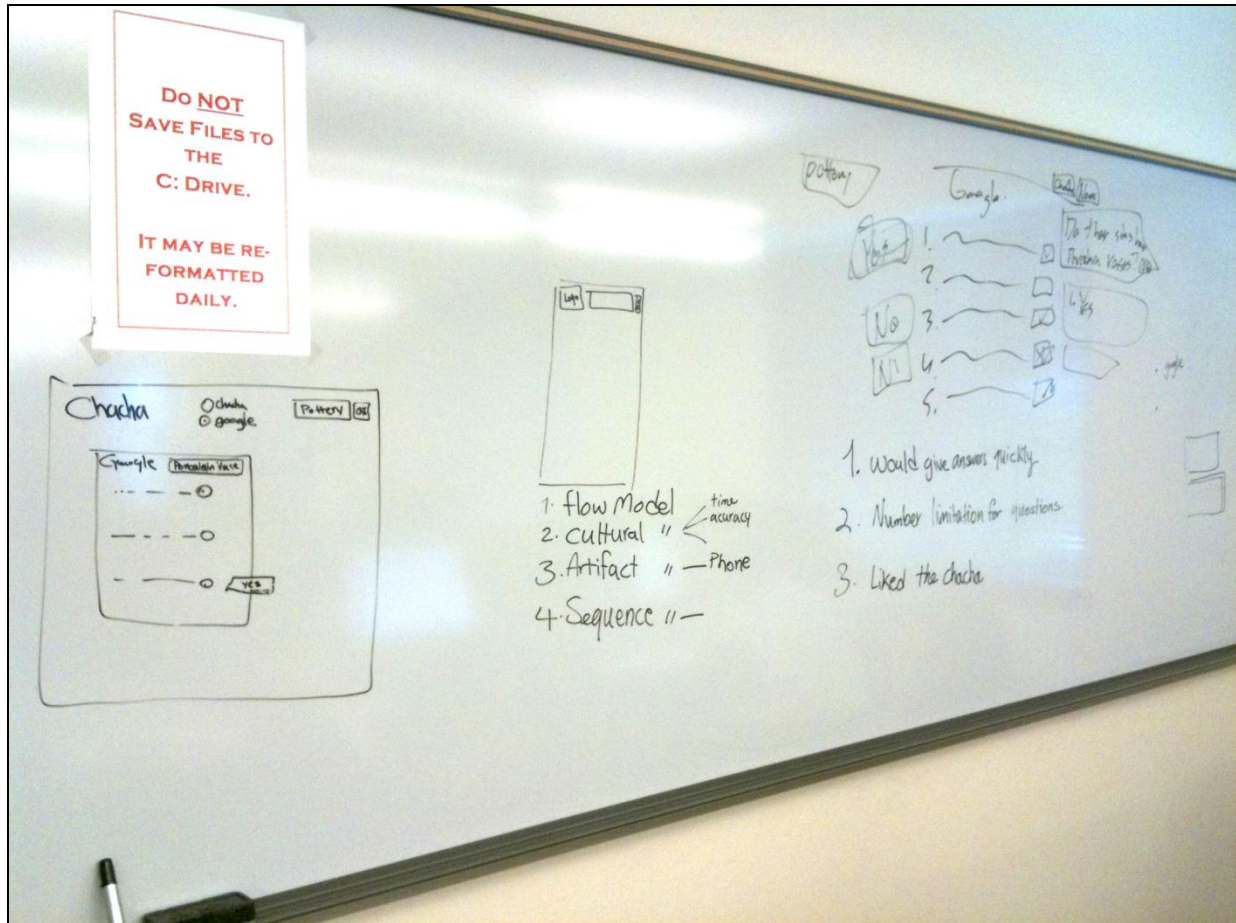 DO NOT
SAVE FILES TO
THE
C: DRIVE.
IT MAY BE RE-
FORMATTED
DAILY.
Chacha
chacha
google
Pottery
OK
Google
Porcelain Vase
yes
Logo
1. flow Model
2. cultural "
time
acuracy
3. Artifact " — Phone
4. Sequence " —
pottery
Google.
Yes
1.
2.
No
3.
No
4.
5.
Do these sites have
Porcelain Vases?
1. Yes
google
1. Would give answers quickly
2. Number limitation for questions
3. Liked the chacha